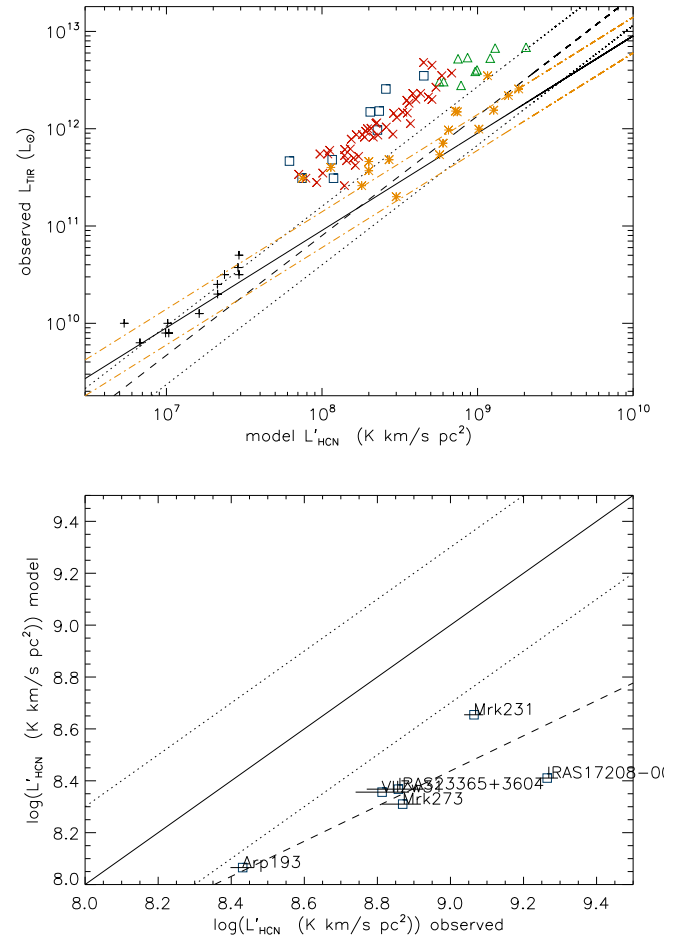 10^13
10^12
10^11
10^10
observed L_TIR (L_⊙)
10^7
10^8
10^9
10^10
model L'_HCN (K km/s pc^2)
9.4
9.2
9.0
8.8
8.6
8.4
8.2
8.0
log(L'_HCN (K km/s pc^2)) model
Mrk231
IRAS17208-00
IRAS23365+3604
Mrk273
Arp193
8.0
8.2
8.4
8.6
8.8
9.0
9.2
9.4
log(L'_HCN (K km/s pc^2)) observed